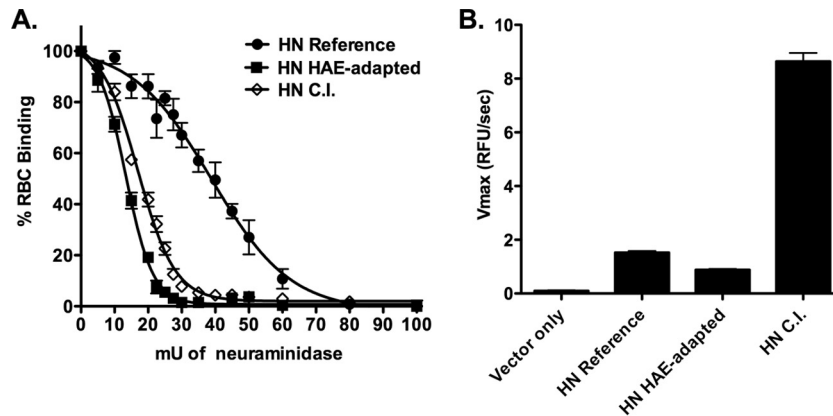 A.
HN Reference
HN HAE-adapted
HN C.I.
% RBC Binding
100
80
60
40
20
0
0 10 20 30 40 50 60 70 80 90 100
mU of neuraminidase
B.
Vmax (RFU/sec)
10
8
6
4
2
0
Vector only
HN Reference
HN HAE-adapted
HN C.I.